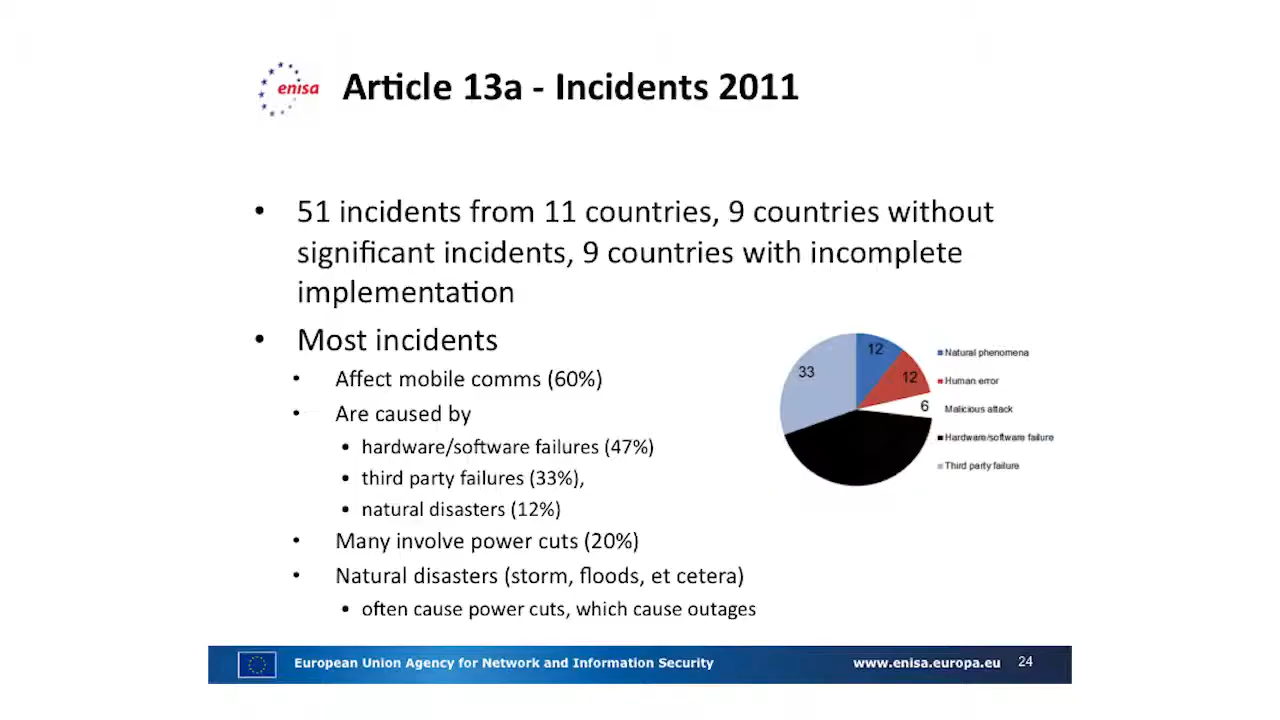 enisa
Article 13a - Incidents 2011
• 51 incidents from 11 countries, 9 countries without
significant incidents, 9 countries with incomplete
implementation
• Most incidents
• Affect mobile comms (60%)
• Are caused by
• hardware/software failures (47%)
• third party failures (33%),
• natural disasters (12%)
• Many involve power cuts (20%)
• Natural disasters (storm, floods, et cetera)
• often cause power cuts, which cause outages
12
12
6
33
Natural phenomena
Human error
Malicious attack
Hardware/software failure
Third party failure
European Union Agency for Network and Information Security
www.enisa.europa.eu 24